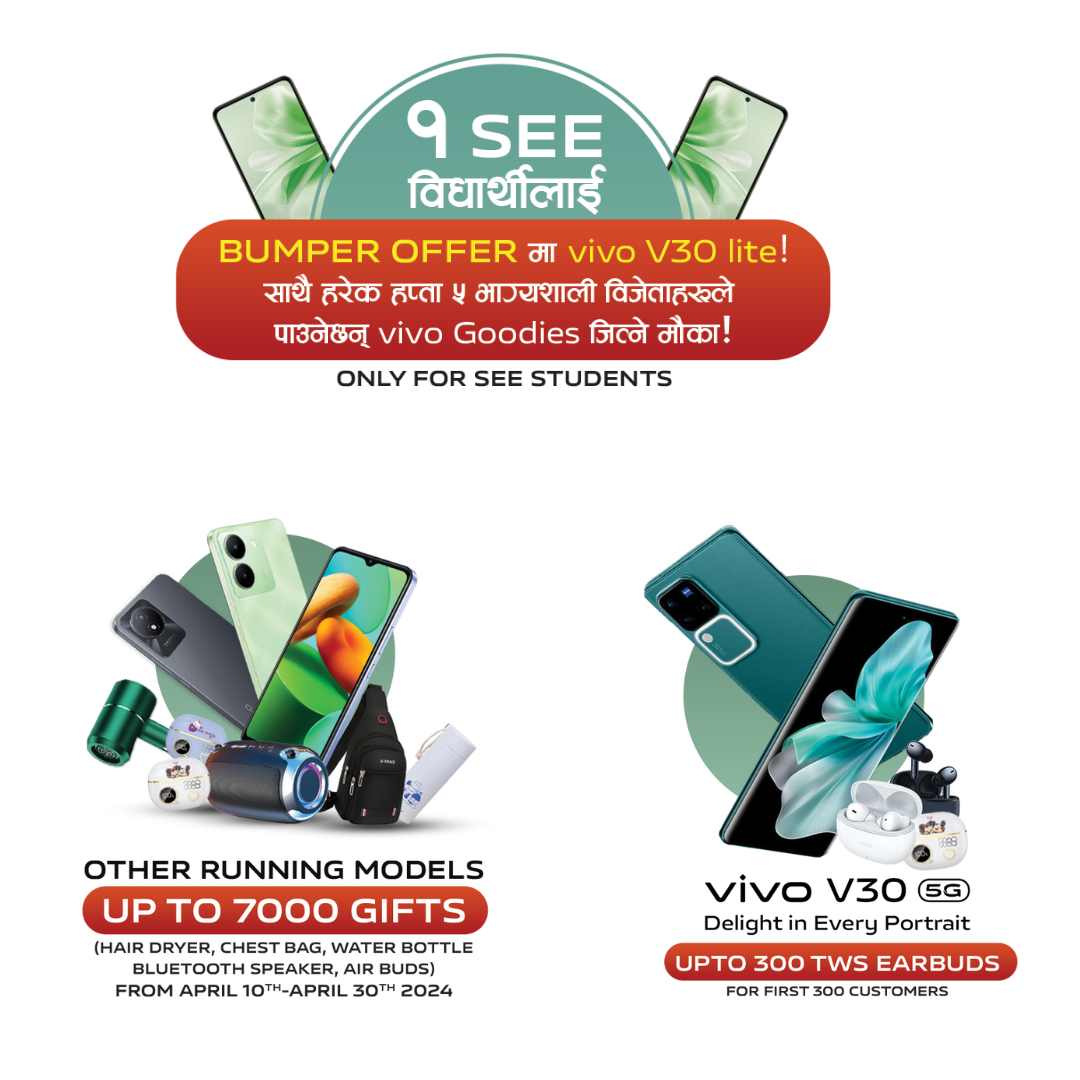 १ SEE
विधार्थीलाई
BUMPER OFFER मा vivo V30 lite!
साथै हरेक हप्ता ५ भाग्यशाली विजेताहरूले
पाउनेछन् vivo Goodies जित्ने मौका!
ONLY FOR SEE STUDENTS
V-FANS
OTHER RUNNING MODELS
UP TO 7000 GIFTS
(HAIR DRYER, CHEST BAG, WATER BOTTLE
BLUETOOTH SPEAKER, AIR BUDS)
FROM APRIL 10TH-APRIL 30TH 2024
vivo V30 5G
Delight in Every Portrait
UPTO 300 TWS EARBUDS
FOR FIRST 300 CUSTOMERS